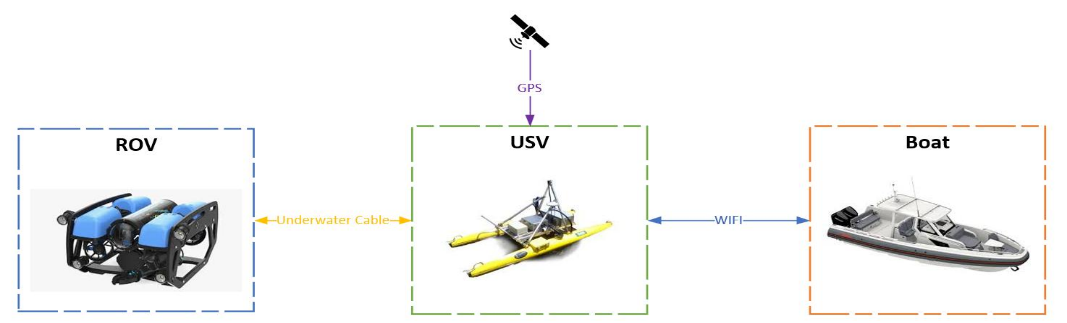 GPS
ROV
USV
Boat
Underwater Cable
WIFI